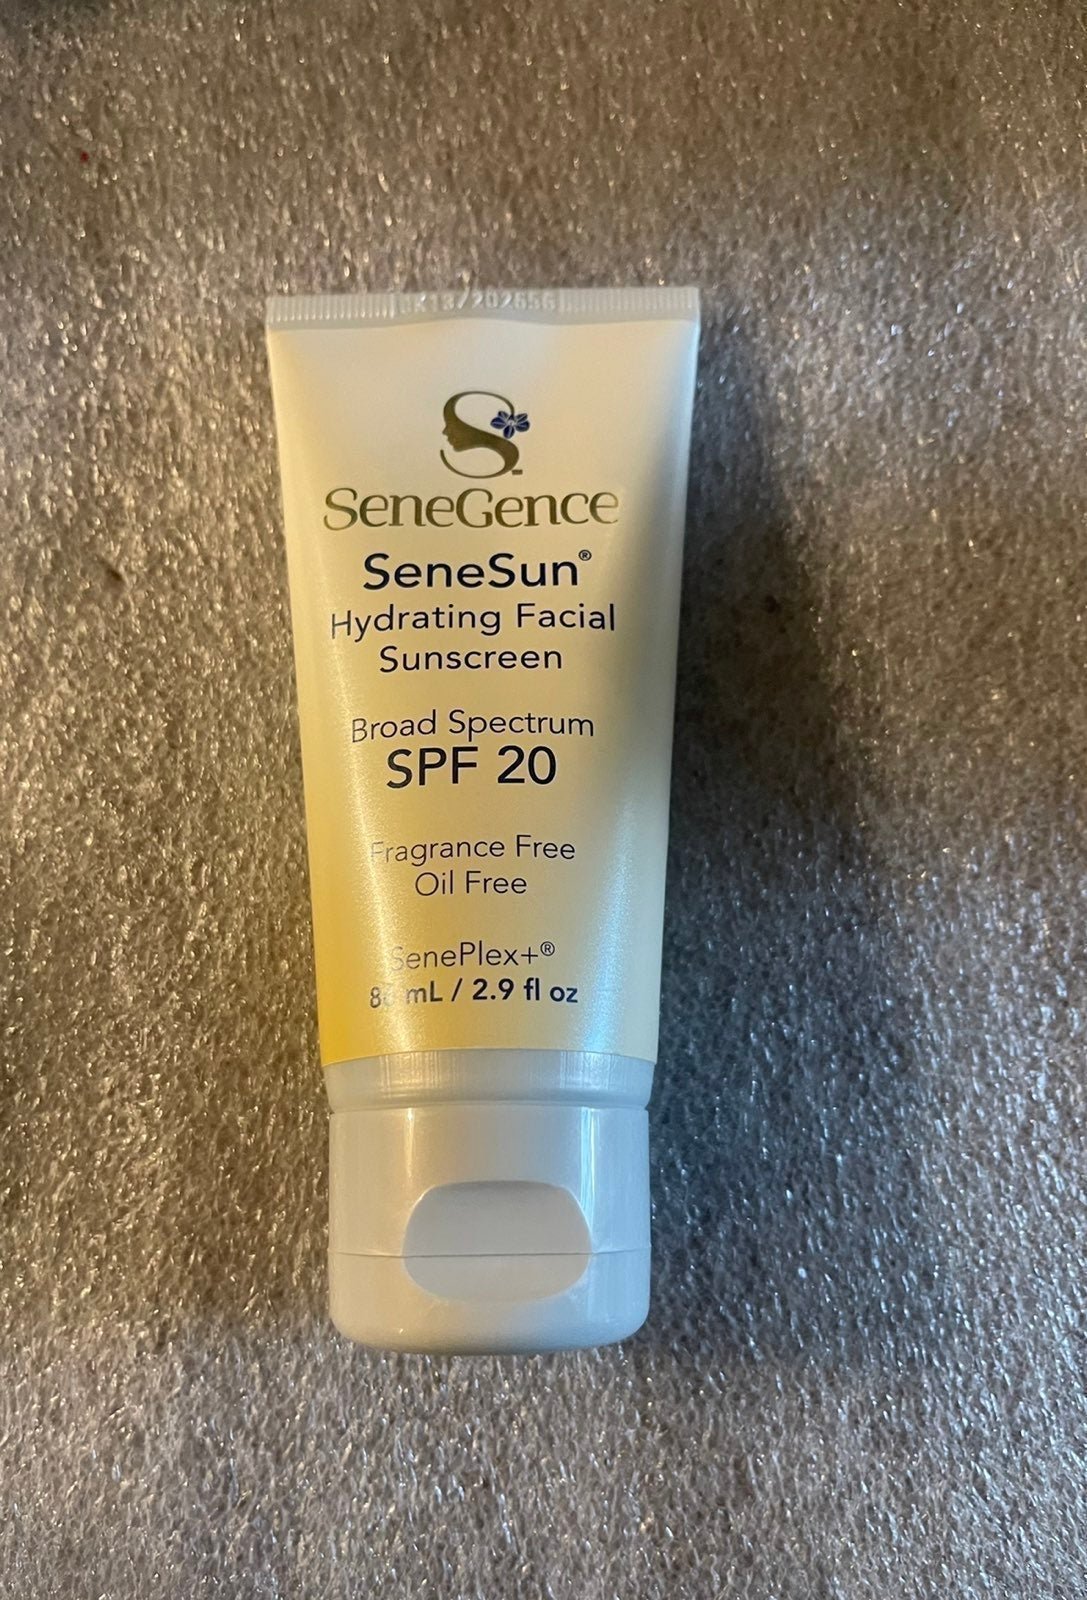 SeneGence
SeneSun®
Hydrating Facial
Sunscreen
Broad Spectrum
SPF 20
Fragrance Free
Oil Free
SenePlex+®
mL / 2.9 fl oz